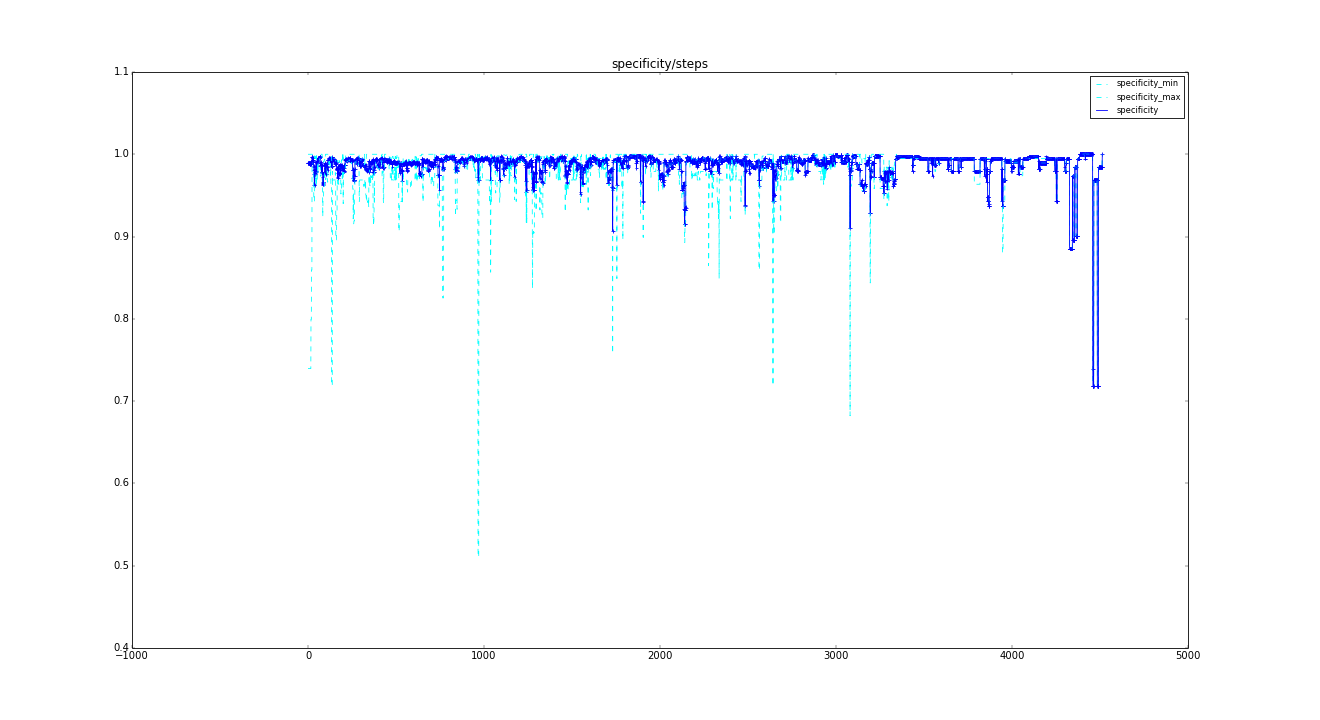 specificity/steps
1.1
specificity_min
specificity_max
specificity
1.0
0.9
0.8
0.7
0.6
0.5
0.4
−1000 0 1000 2000 3000 4000 5000